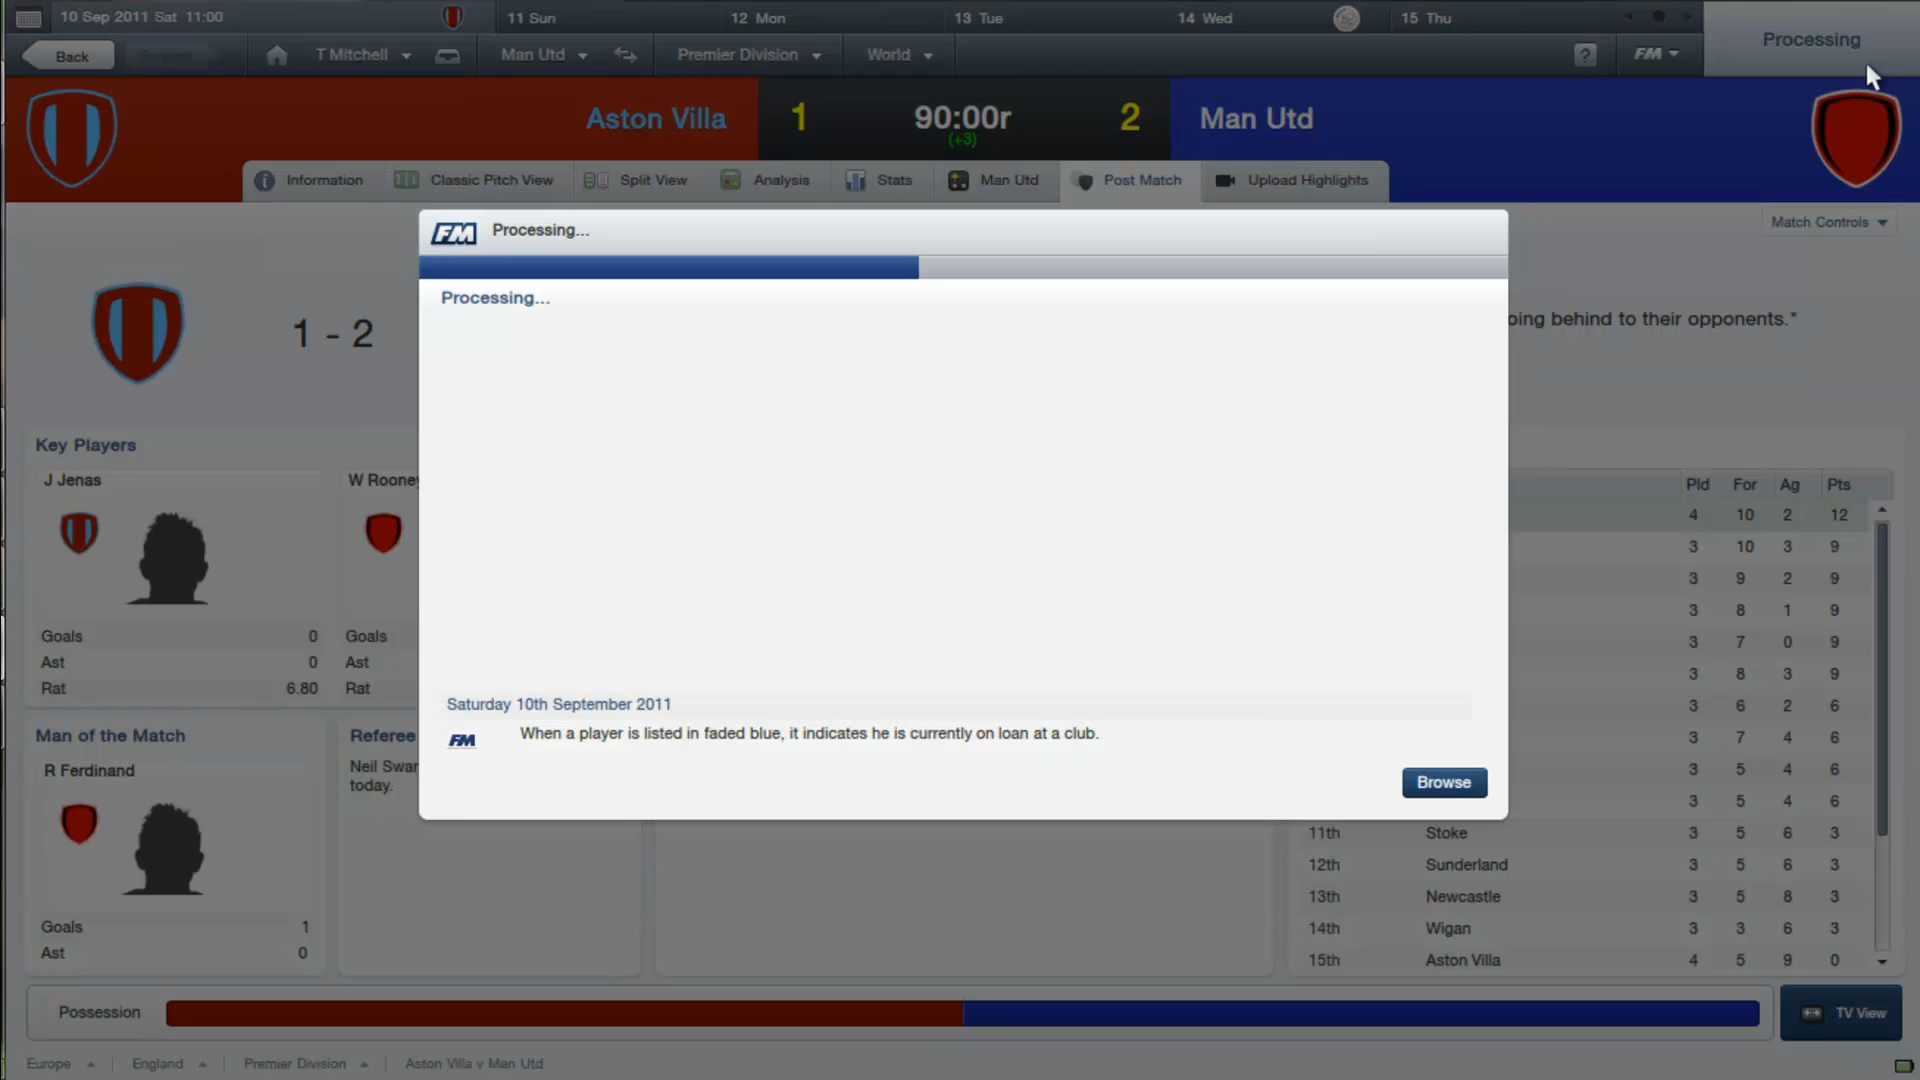 10 Sep 2011 Sat 11:00
11 Sun
12 Mon
13 Tue
14 Wed
15 Thu
Processing
Back
T Mitchell
Man Utd
Premier Division
World
?
FM
Aston Villa
1
90:00r
(+3)
2
Man Utd
Information
Classic Pitch View
Split View
Analysis
Stats
Man Utd
Post Match
Upload Highlights
Match Controls
FM
Processing...
Processing...
1 - 2
oing behind to their opponents."
Key Players
J Jenas
W Rooney
Goals 0
Ast 0
Rat 6.80
Goals
Ast
Rat
Pld For Ag Pts
4 10 2 12
3 10 3 9
3 9 2 9
3 8 1 9
3 7 0 9
3 8 3 9
3 6 2 6
3 7 4 6
3 5 4 6
3 5 4 6
11th Stoke 3 5 6 3
12th Sunderland 3 5 6 3
13th Newcastle 3 5 8 3
14th Wigan 3 3 6 3
15th Aston Villa 4 5 9 0
Saturday 10th September 2011
FM
When a player is listed in faded blue, it indicates he is currently on loan at a club.
Browse
Man of the Match
R Ferdinand
Goals 1
Ast 0
Referee
Neil Swar
today.
Possession
TV View
Europe
England
Premier Division
Aston Villa v Man Utd